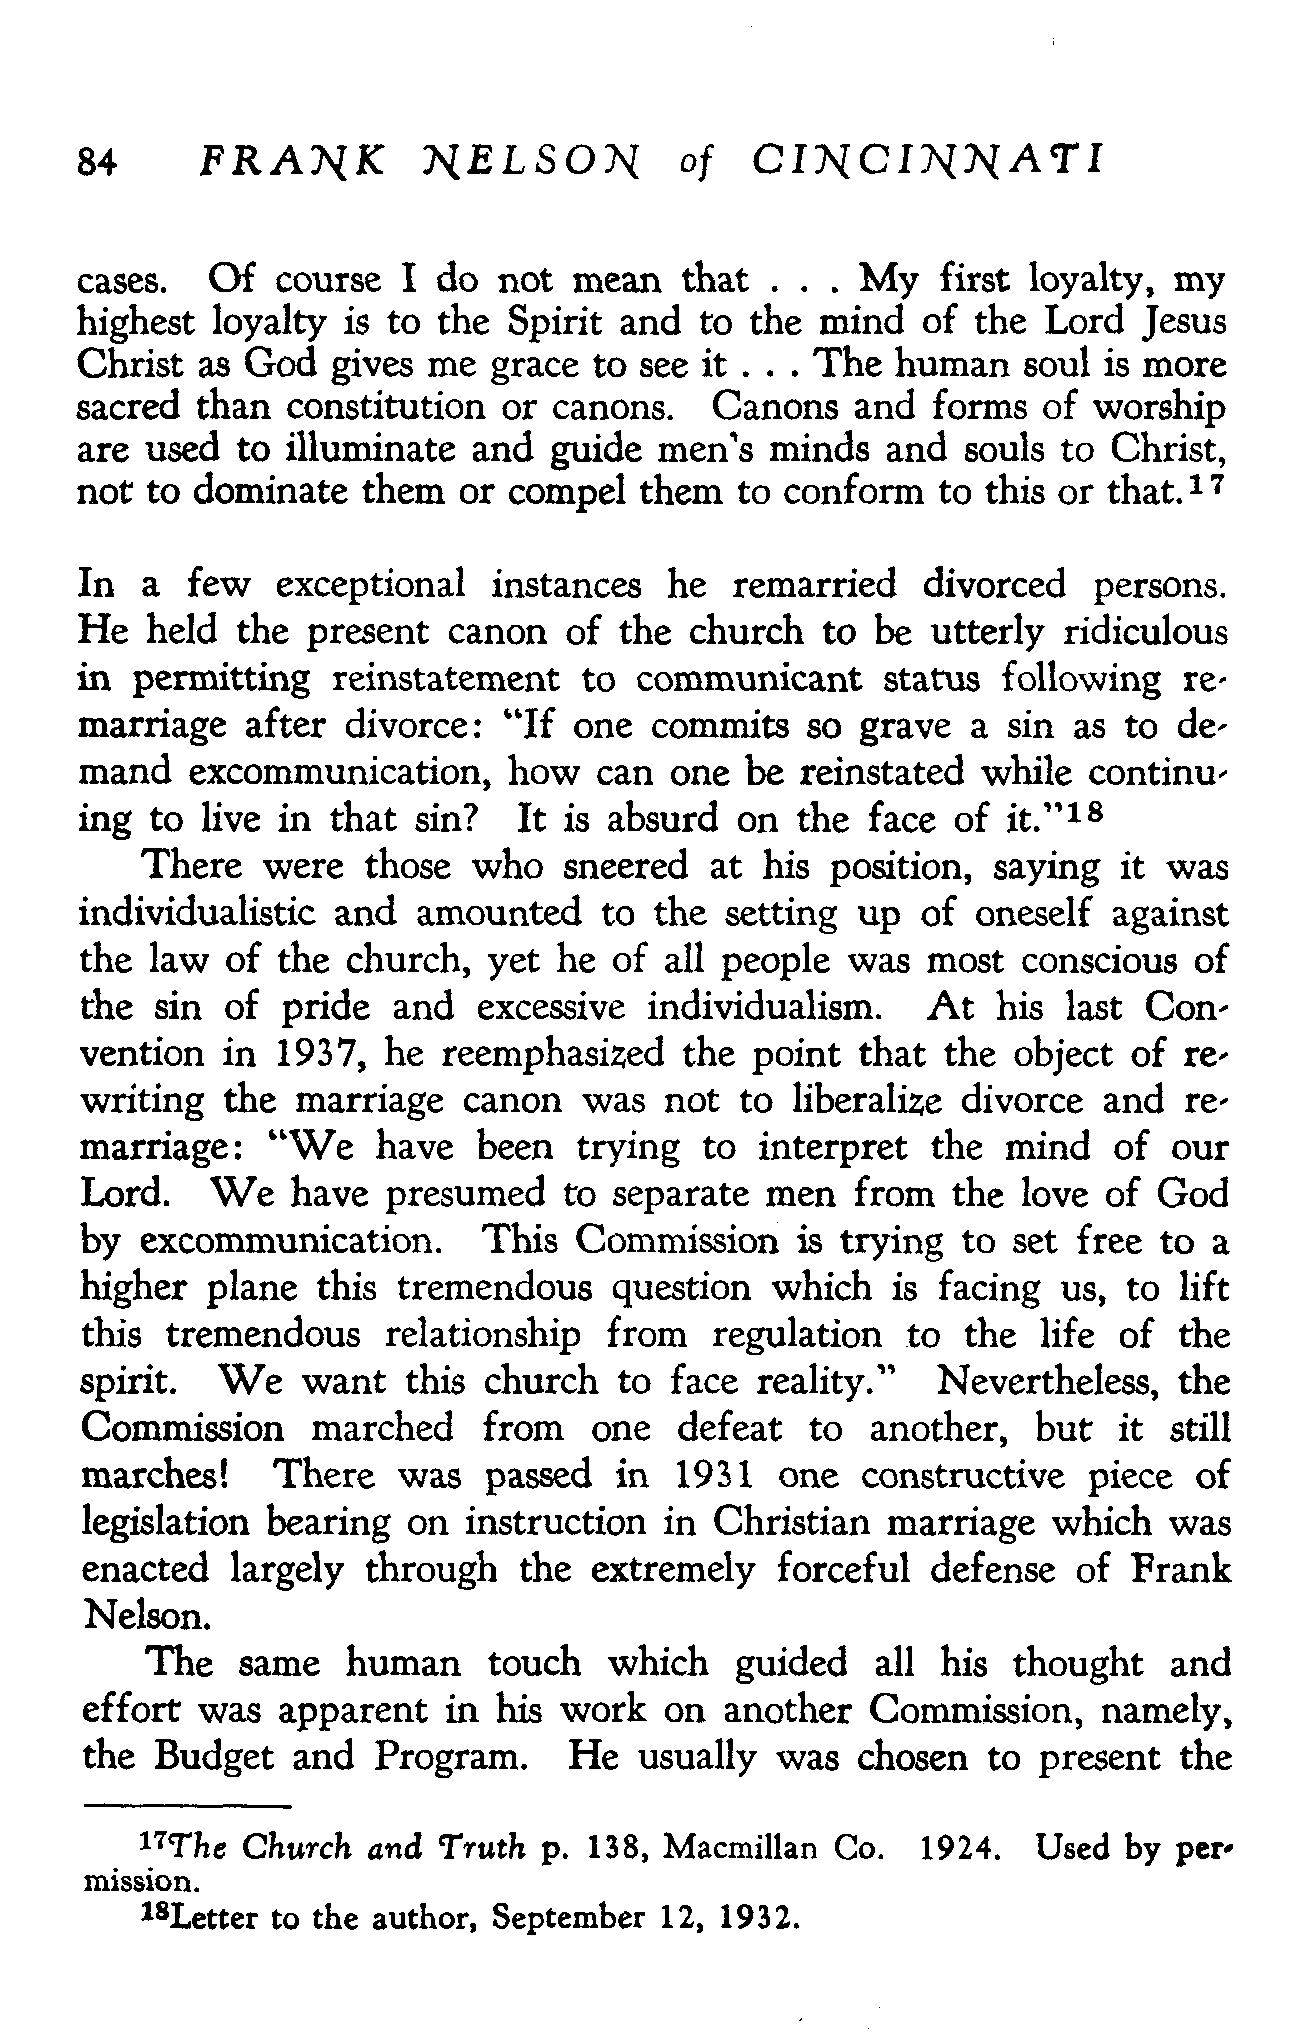 84 FRANK NELSON of CINCINNATI
cases. Of course I do not mean that . . . My first loyalty, my
highest loyalty is to the Spirit and to the mind of the Lord Jesus
Christ as God gives me grace to see it . . . The human soul is more
sacred than constitution or canons. Canons and forms of worship
are used to illuminate and guide men's minds and souls to Christ,
not to dominate them or compel them to conform to this or that.17
In a few exceptional instances he remarried divorced persons.
He held the present canon of the church to be utterly ridiculous
in permitting reinstatement to communicant status following re-
marriage after divorce: "If one commits so grave a sin as to de-
mand excommunication, how can one be reinstated while continu-
ing to live in that sin? It is absurd on the face of it."18
There were those who sneered at his position, saying it was
individualistic and amounted to the setting up of oneself against
the law of the church, yet he of all people was most conscious of
the sin of pride and excessive individualism. At his last Con-
vention in 1937, he reemphasized the point that the object of re-
writing the marriage canon was not to liberalize divorce and re-
marriage: "We have been trying to interpret the mind of our
Lord. We have presumed to separate men from the love of God
by excommunication. This Commission is trying to set free to a
higher plane this tremendous question which is facing us, to lift
this tremendous relationship from regulation to the life of the
spirit. We want this church to face reality." Nevertheless, the
Commission marched from one defeat to another, but it still
marches! There was passed in 1931 one constructive piece of
legislation bearing on instruction in Christian marriage which was
enacted largely through the extremely forceful defense of Frank
Nelson.
The same human touch which guided all his thought and
effort was apparent in his work on another Commission, namely,
the Budget and Program. He usually was chosen to present the
17The Church and Truth p. 138, Macmillan Co. 1924. Used by per-
mission.
18Letter to the author, September 12, 1932.